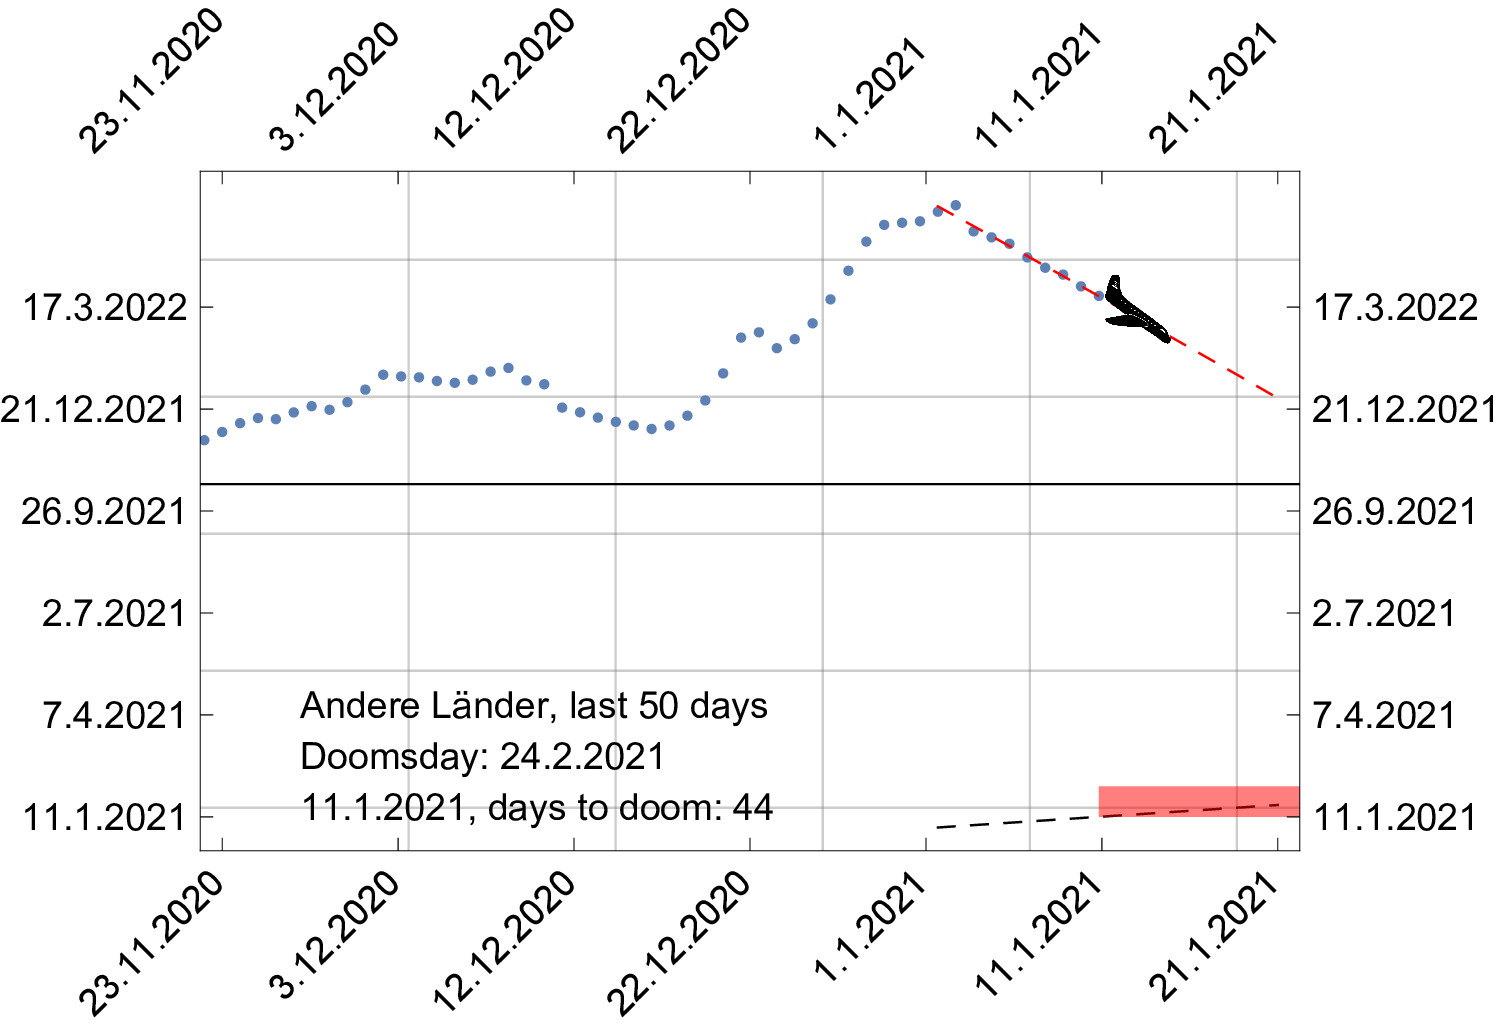 23.11.2020 3.12.2020 12.12.2020 22.12.2020 1.1.2021 11.1.2021 21.1.2021
17.3.2022 17.3.2022
21.12.2021 21.12.2021
26.9.2021 26.9.2021
2.7.2021 2.7.2021
7.4.2021 7.4.2021
11.1.2021 11.1.2021
Andere Länder, last 50 days
Doomsday: 24.2.2021
11.1.2021, days to doom: 44
23.11.2020 3.12.2020 12.12.2020 22.12.2020 1.1.2021 11.1.2021 21.1.2021